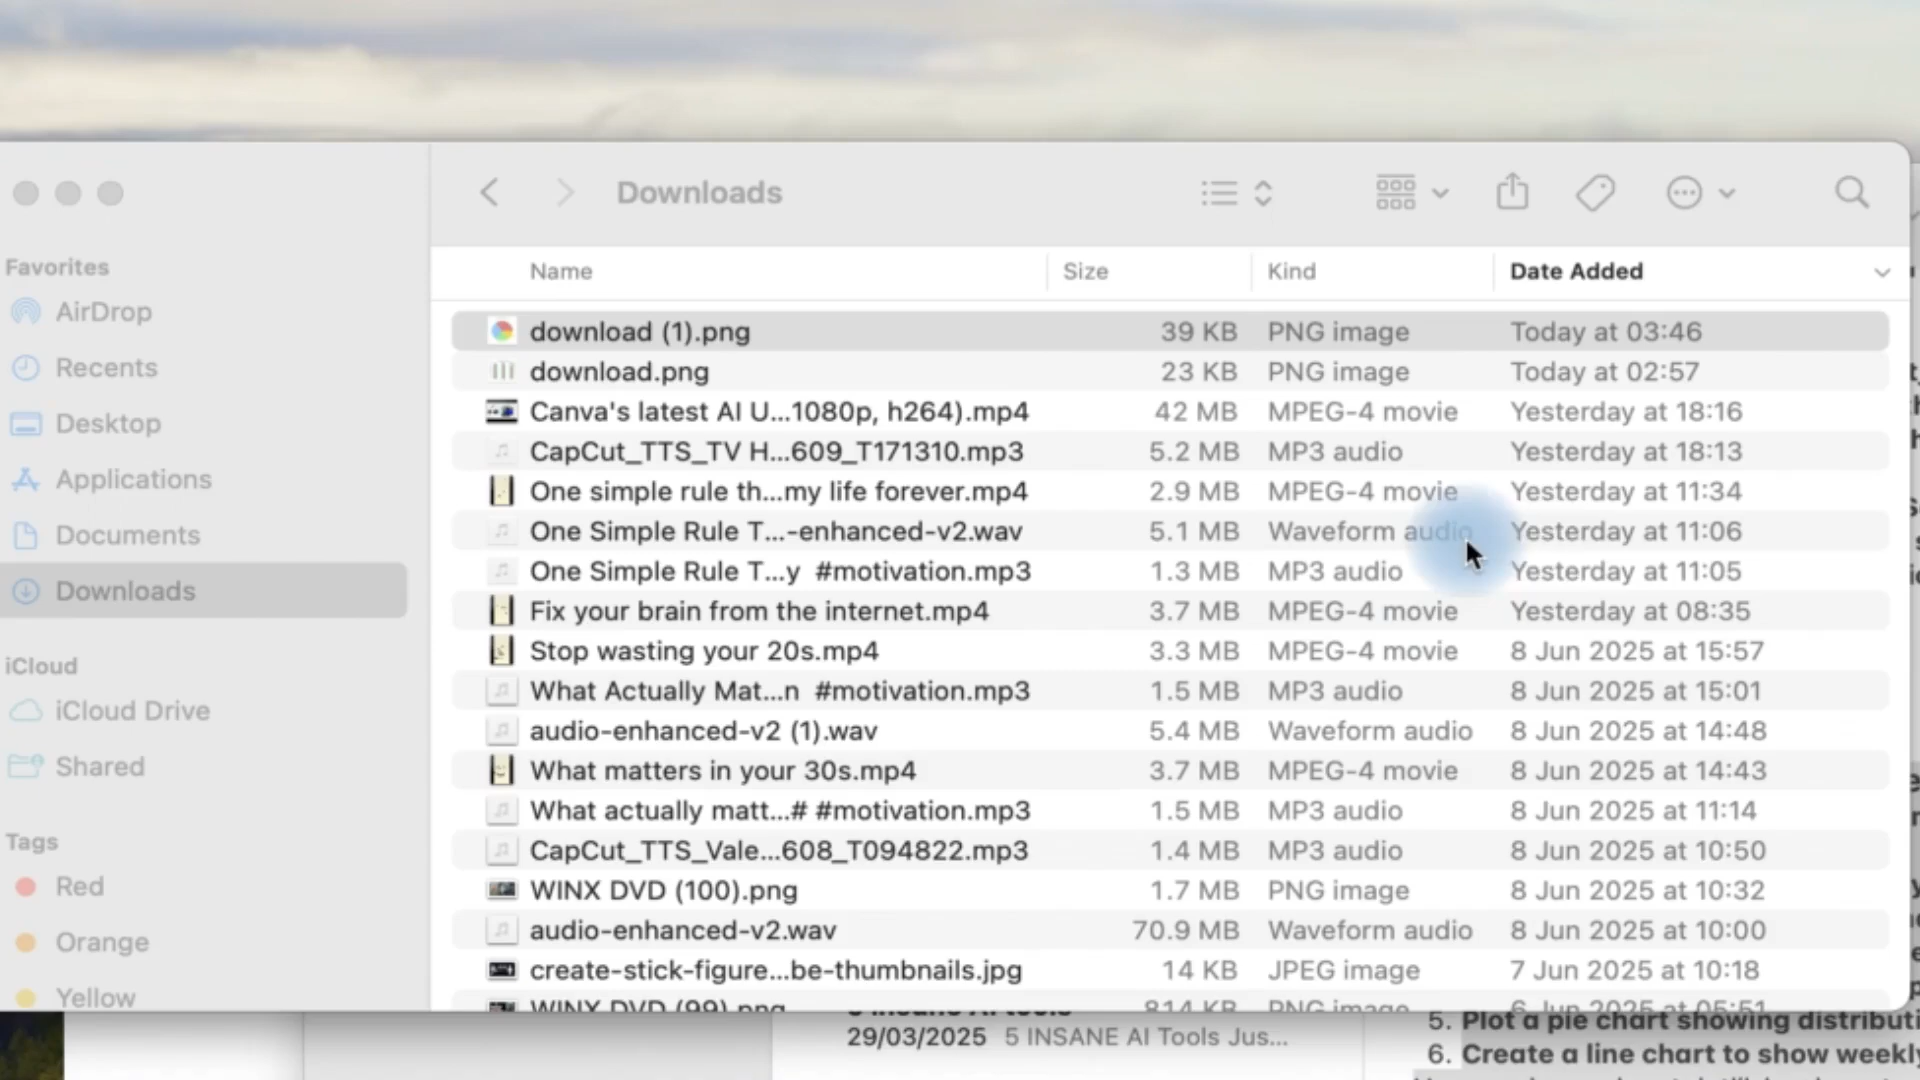 Downloads
Favorites
AirDrop
Recents
Desktop
Applications
Documents
Downloads
iCloud
iCloud Drive
Shared
Tags
Red
Orange
Yellow
Name Size Kind Date Added
download (1).png 39 KB PNG image Today at 03:46
download.png 23 KB PNG image Today at 02:57
Canva's latest AI U...1080p, h264).mp4 42 MB MPEG-4 movie Yesterday at 18:16
CapCut_TTS_TV H...609_T171310.mp3 5.2 MB MP3 audio Yesterday at 18:13
One simple rule th...my life forever.mp4 2.9 MB MPEG-4 movie Yesterday at 11:34
One Simple Rule T...-enhanced-v2.wav 5.1 MB Waveform audio Yesterday at 11:06
One Simple Rule T...y #motivation.mp3 1.3 MB MP3 audio Yesterday at 11:05
Fix your brain from the internet.mp4 3.7 MB MPEG-4 movie Yesterday at 08:35
Stop wasting your 20s.mp4 3.3 MB MPEG-4 movie 8 Jun 2025 at 15:57
What Actually Mat...n #motivation.mp3 1.5 MB MP3 audio 8 Jun 2025 at 15:01
audio-enhanced-v2 (1).wav 5.4 MB Waveform audio 8 Jun 2025 at 14:48
What matters in your 30s.mp4 3.7 MB MPEG-4 movie 8 Jun 2025 at 14:43
What actually matt...# #motivation.mp3 1.5 MB MP3 audio 8 Jun 2025 at 11:14
CapCut_TTS_Vale...608_T094822.mp3 1.4 MB MP3 audio 8 Jun 2025 at 10:50
WINX DVD (100).png 1.7 MB PNG image 8 Jun 2025 at 10:32
audio-enhanced-v2.wav 70.9 MB Waveform audio 8 Jun 2025 at 10:00
create-stick-figure...be-thumbnails.jpg 14 KB JPEG image 7 Jun 2025 at 10:18
WINX DVD (99).png 814 KB PNG image 6 Jun 2025 at 05:51
29/03/2025 5 INSANE AI Tools Jus...
5. Plot a pie chart showing distributi
6. Create a line chart to show weekly